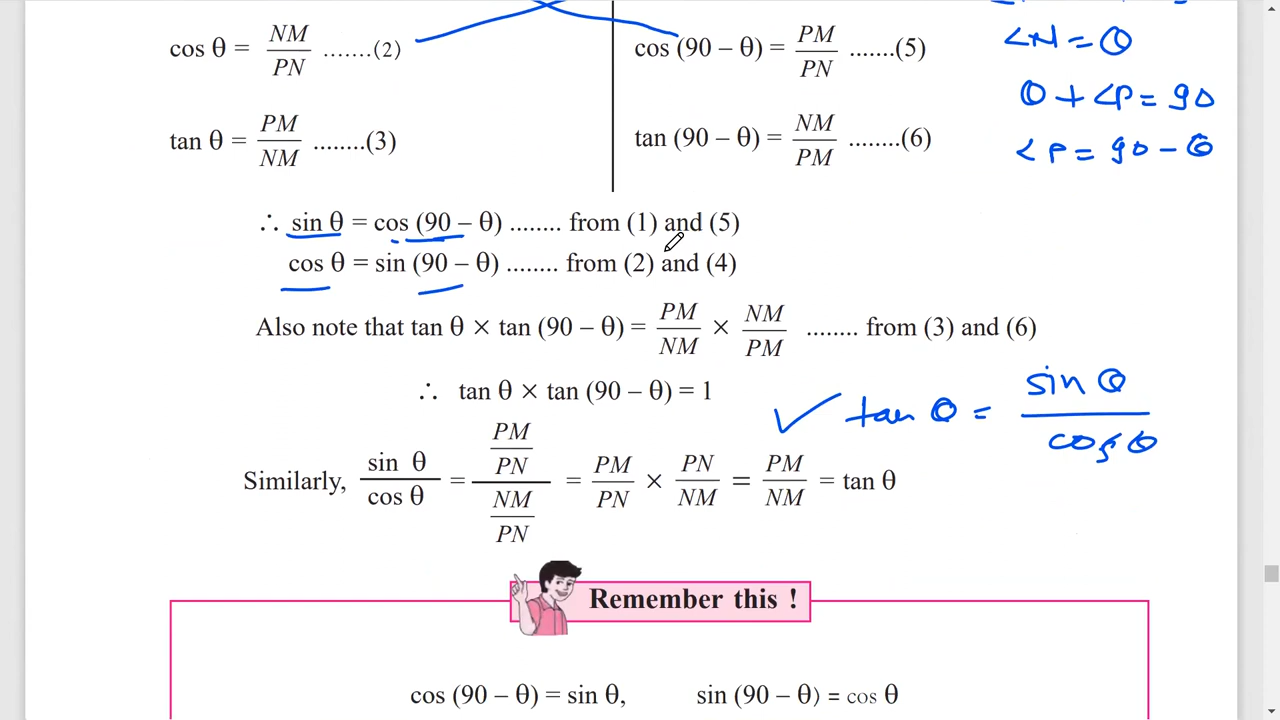 cos θ = NM/PN .......(2)
tan θ = PM/NM ........(3)
cos (90 – θ) = PM/PN .......(5)
tan (90 – θ) = NM/PM ........(6)
<N = θ
θ + <P = 90
<P = 90 – θ
∴ sin θ = cos (90 – θ) ........ from (1) and (5)
cos θ = sin (90 – θ) ........ from (2) and (4)
Also note that tan θ × tan (90 – θ) = PM/NM × NM/PM ........ from (3) and (6)
∴ tan θ × tan (90 – θ) = 1
✓ tan θ = sin θ / cos θ
Similarly, sin θ / cos θ = (PM/PN) / (NM/PN) = PM/PN × PN/NM = PM/NM = tan θ
Remember this !
cos (90 – θ) = sin θ, sin (90 – θ) = cos θ